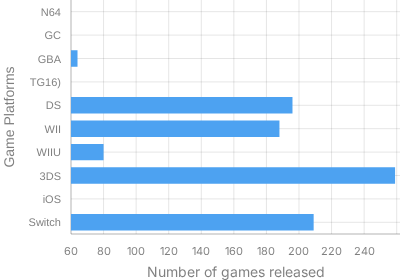 N64
GC
GBA
TG16)
DS
WII
WIIU
3DS
iOS
Switch
Game Platforms
60 80 100 120 140 160 180 200 220 240
Number of games released